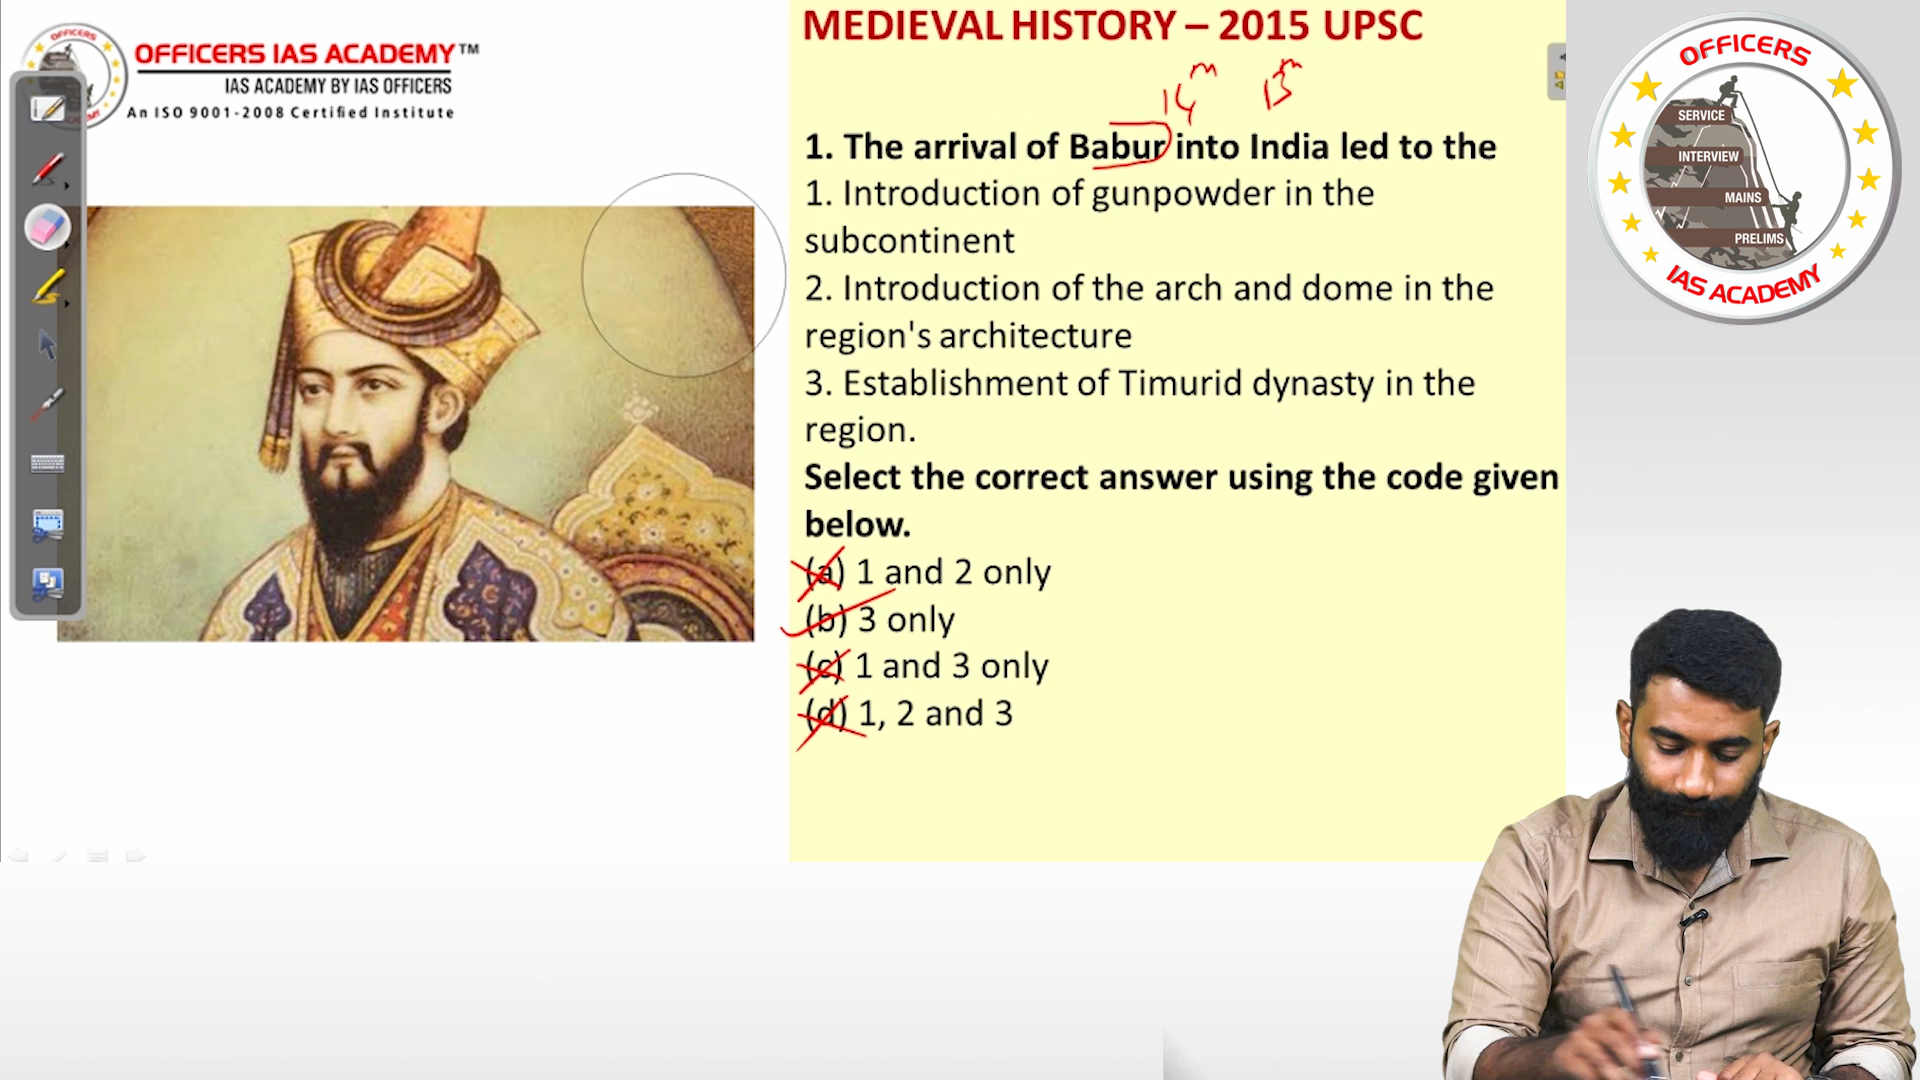 OFFICERS
ACADEMY
OFFICERS IAS ACADEMY™
IAS ACADEMY BY IAS OFFICERS
An ISO 9001-2008 Certified Institute
MEDIEVAL HISTORY – 2015 UPSC
1. The arrival of Babur into India led to the
1. Introduction of gunpowder in the
subcontinent
2. Introduction of the arch and dome in the
region's architecture
3. Establishment of Timurid dynasty in the
region.
Select the correct answer using the code given
below.
(a) 1 and 2 only
(b) 3 only
(c) 1 and 3 only
(d) 1, 2 and 3
OFFICERS
SERVICE
INTERVIEW
MAINS
PRELIMS
IAS ACADEMY